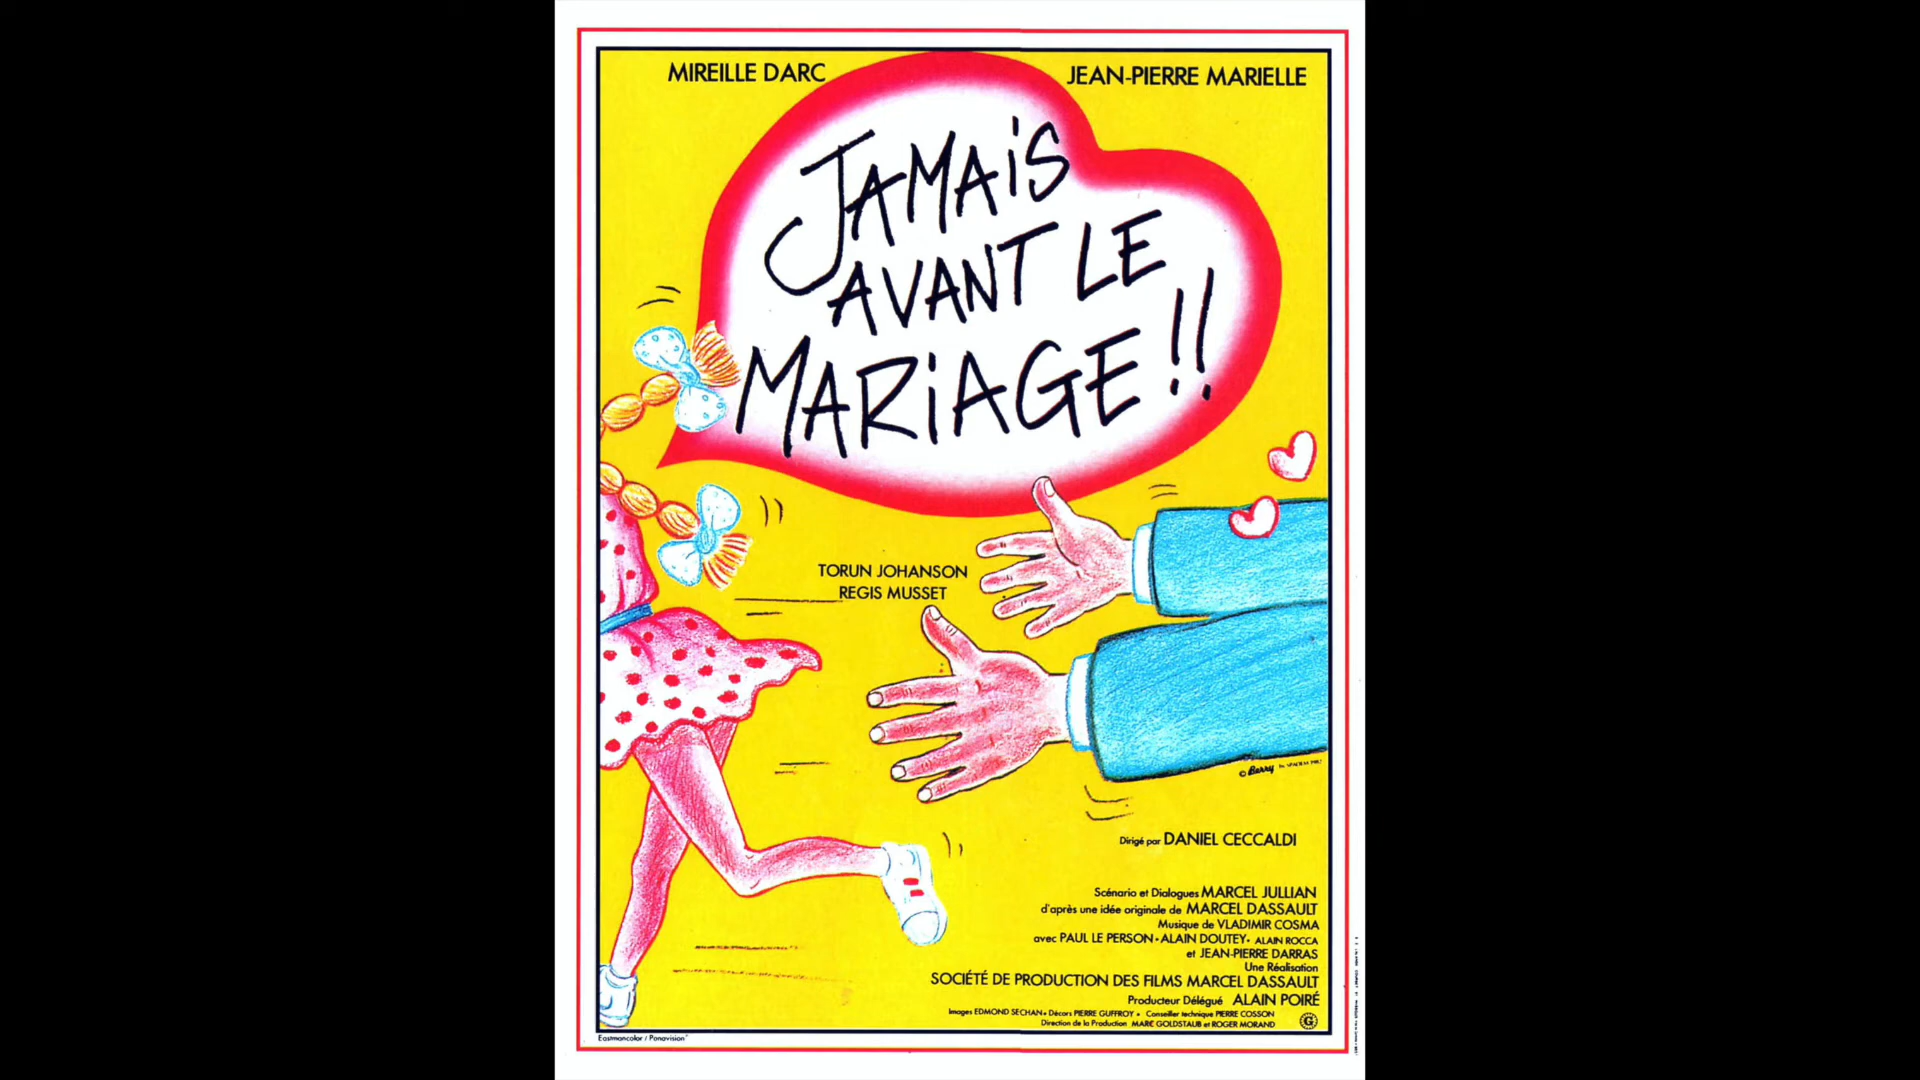 MIREILLE DARC
JEAN-PIERRE MARIELLE
JAMAIS
AVANT LE
MARIAGE!!
TORUN JOHANSON
REGIS MUSSET
© Berry
Dirigé par DANIEL CECCALDI
Scénario et Dialogues MARCEL JULLIAN
d'après une idée originale de MARCEL DASSAULT
Musique de VLADIMIR COSMA
avec PAUL LE PERSON • ALAIN DOUTEY • ALAIN ROCCA
et JEAN-PIERRE DARRAS
Une Réalisation
SOCIÉTÉ DE PRODUCTION DES FILMS MARCEL DASSAULT
Producteur Délégué ALAIN POIRÉ
Images EDMOND SECHAN • Décors PIERRE GUFFROY • Conseiller technique PIERRE COSSON
Direction de la Production MARC GOLDSTAUB et ROGER MORAND
G
Eastmancolor / Panavision